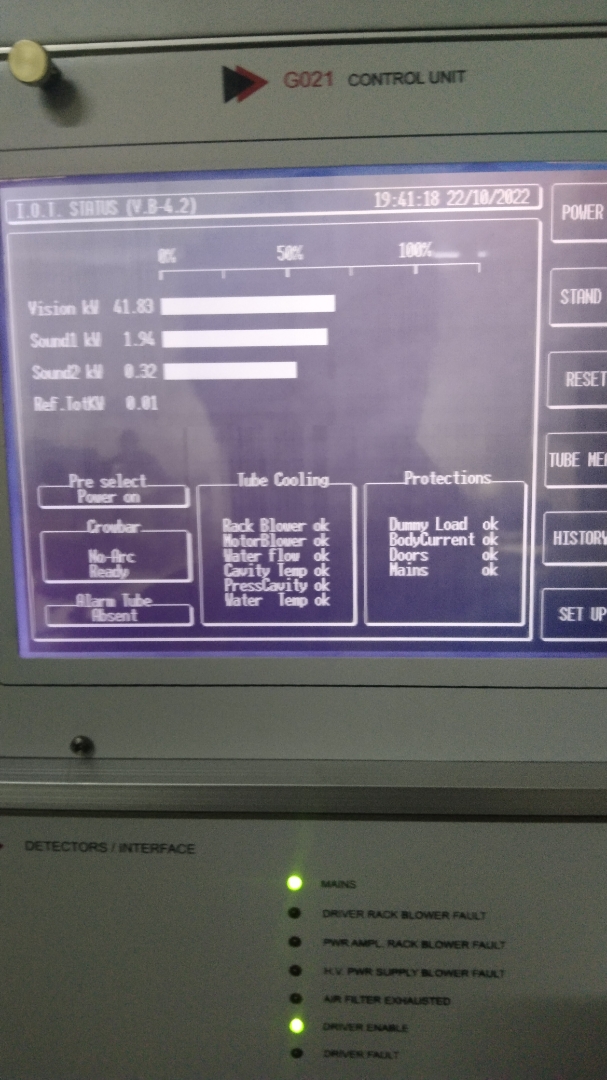 G021 CONTROL UNIT
I.O.T. STATUS (V.B-4.2) 19:41:18 22/10/2022
0% 50% 100%
Vision kW 41.83
Sound1 kW 1.94
Sound2 kW 0.32
Ref.TotKW 0.01
POWER
STAND
RESET
TUBE MEA
HISTORY
SET UP
Pre select
Power on
Crowbar
No-Arc
Ready
Alarm Tube
Absent
Tube Cooling
Rack Blower ok
MotorBlower ok
Water flow ok
Cavity Temp ok
PressCavity ok
Water Temp ok
Protections
Dummy Load ok
BodyCurrent ok
Doors ok
Mains ok
DETECTORS / INTERFACE
MAINS
DRIVER RACK BLOWER FAULT
PWR AMPL. RACK BLOWER FAULT
H.V. PWR SUPPLY BLOWER FAULT
AIR FILTER EXHAUSTED
DRIVER ENABLE
DRIVER FAULT